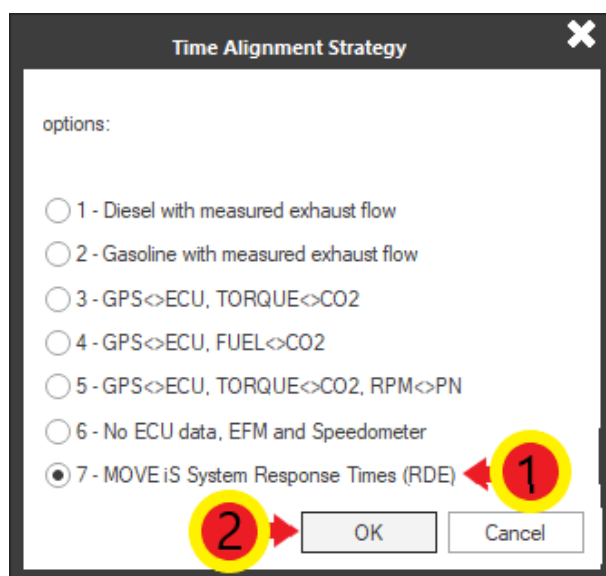 Time Alignment Strategy
options:
1 - Diesel with measured exhaust flow
2 - Gasoline with measured exhaust flow
3 - GPS<>ECU, TORQUE<>CO2
4 - GPS<>ECU, FUEL<>CO2
5 - GPS<>ECU, TORQUE<>CO2, RPM<>PN
6 - No ECU data, EFM and Speedometer
7 - MOVE iS System Response Times (RDE) 1
2 OK Cancel